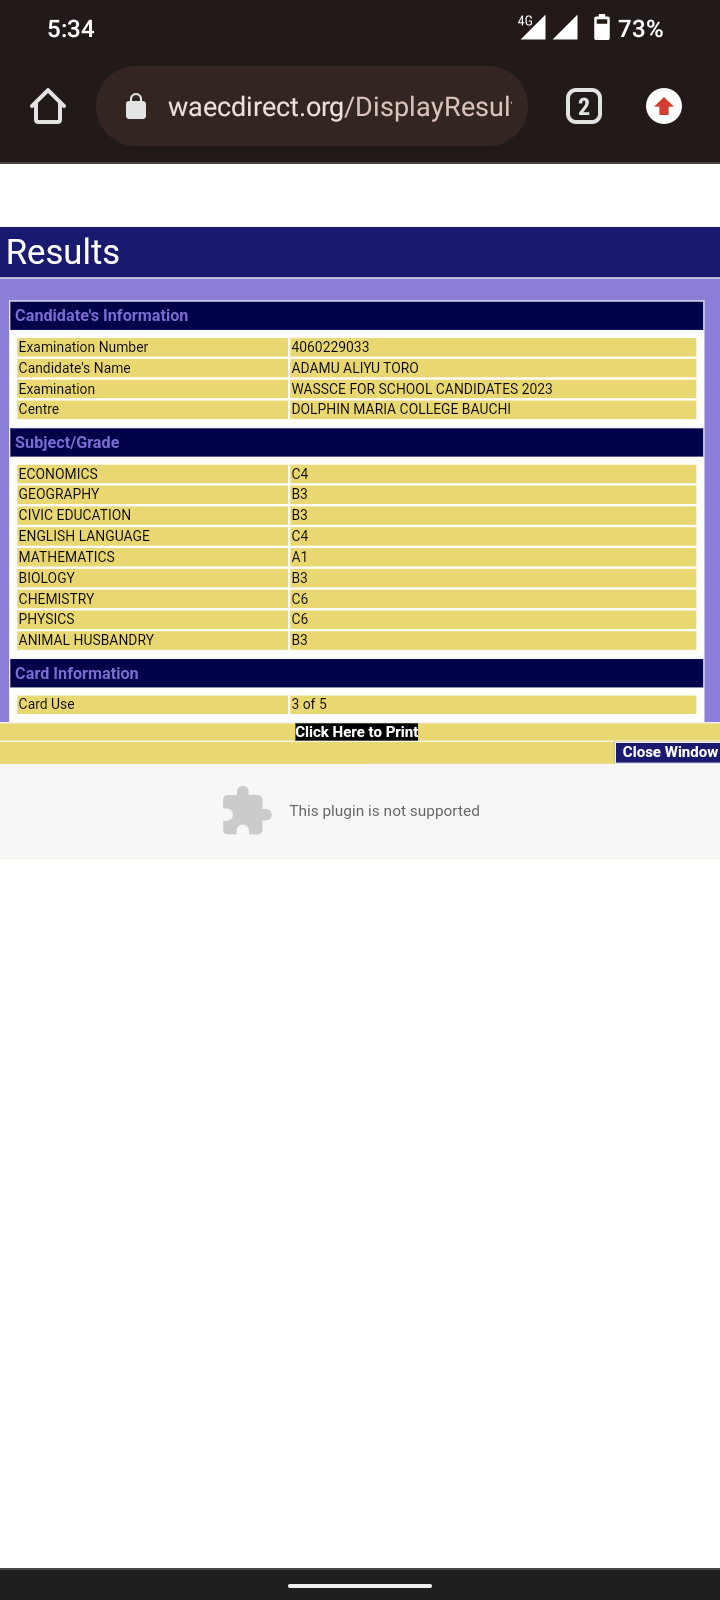 5:34
4G
73%
waecdirect.org/DisplayResul
2
Results
Candidate's Information
Examination Number 4060229033
Candidate's Name ADAMU ALIYU TORO
Examination WASSCE FOR SCHOOL CANDIDATES 2023
Centre DOLPHIN MARIA COLLEGE BAUCHI
Subject/Grade
ECONOMICS C4
GEOGRAPHY B3
CIVIC EDUCATION B3
ENGLISH LANGUAGE C4
MATHEMATICS A1
BIOLOGY B3
CHEMISTRY C6
PHYSICS C6
ANIMAL HUSBANDRY B3
Card Information
Card Use 3 of 5
Click Here to Print
Close Window
This plugin is not supported